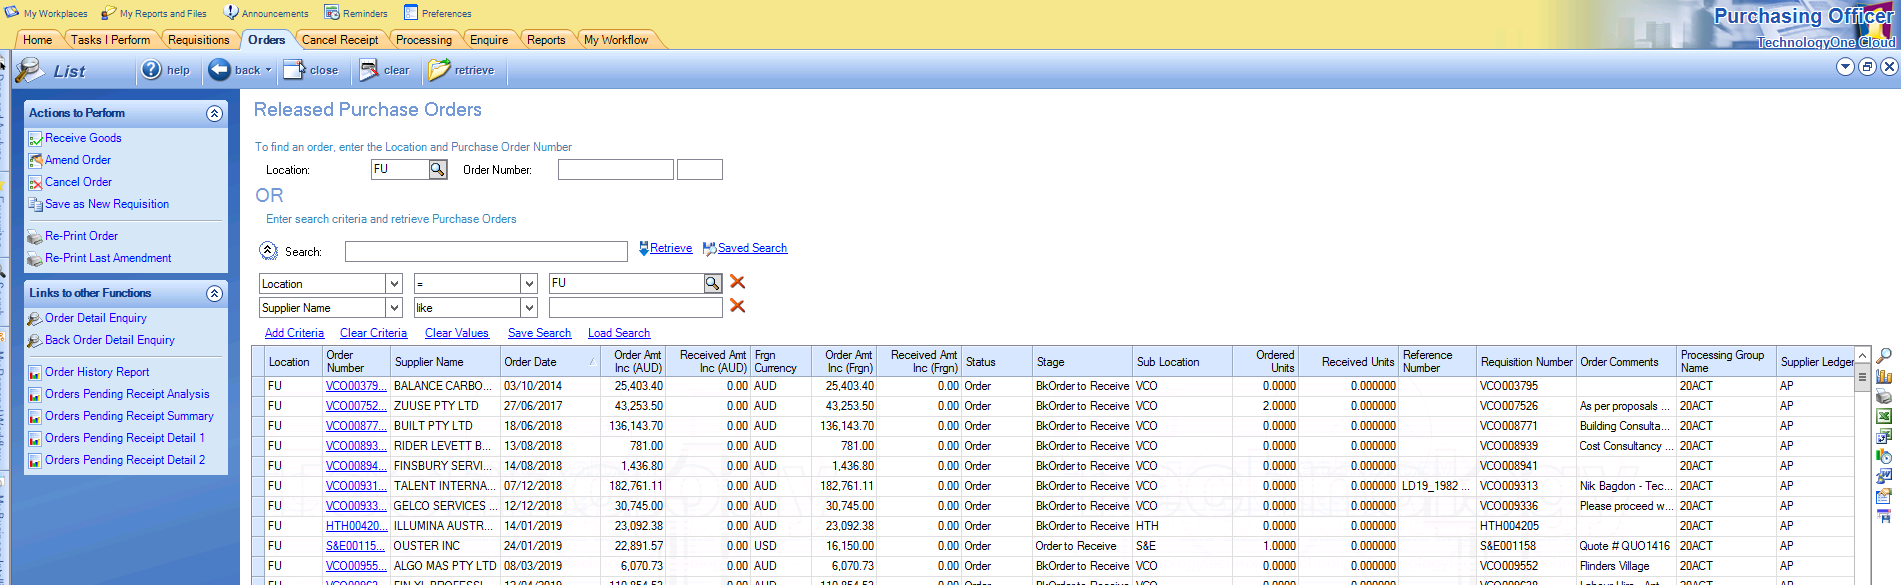 My Workplaces My Reports and Files Announcements Reminders Preferences
Purchasing Officer
TechnologyOne Cloud
Home Tasks I Perform Requisitions Orders Cancel Receipt Processing Enquire Reports My Workflow
List help back close clear retrieve
Actions to Perform
Receive Goods
Amend Order
Cancel Order
Save as New Requisition
Re-Print Order
Re-Print Last Amendment
Links to other Functions
Order Detail Enquiry
Back Order Detail Enquiry
Order History Report
Orders Pending Receipt Analysis
Orders Pending Receipt Summary
Orders Pending Receipt Detail 1
Orders Pending Receipt Detail 2
Released Purchase Orders
To find an order, enter the Location and Purchase Order Number
Location: FU Order Number:
OR
Enter search criteria and retrieve Purchase Orders
Search: Retrieve Saved Search
Location = FU
Supplier Name like
Add Criteria Clear Criteria Clear Values Save Search Load Search
Location Order Number Supplier Name Order Date Order Amt Inc (AUD) Received Amt Inc (AUD) Frgn Currency Order Amt Inc (Frgn) Received Amt Inc (Frgn) Status Stage Sub Location Ordered Units Received Units Reference Number Requisition Number Order Comments Processing Group Name Supplier Ledger
FU VCO00379... BALANCE CARBO... 03/10/2014 25,403.40 0.00 AUD 25,403.40 0.00 Order BkOrder to Receive VCO 0.0000 0.000000 VCO003795 20ACT AP
FU VCO00752... ZUUSE PTY LTD 27/06/2017 43,253.50 0.00 AUD 43,253.50 0.00 Order BkOrder to Receive VCO 2.0000 0.000000 VCO007526 As per proposals ... 20ACT AP
FU VCO00877... BUILT PTY LTD 18/06/2018 136,143.70 0.00 AUD 136,143.70 0.00 Order BkOrder to Receive VCO 0.0000 0.000000 VCO008771 Building Consulta... 20ACT AP
FU VCO00893... RIDER LEVETT B... 13/08/2018 781.00 0.00 AUD 781.00 0.00 Order BkOrder to Receive VCO 0.0000 0.000000 VCO008939 Cost Consultancy ... 20ACT AP
FU VCO00894... FINSBURY SERVI... 14/08/2018 1,436.80 0.00 AUD 1,436.80 0.00 Order BkOrder to Receive VCO 0.0000 0.000000 VCO008941 20ACT AP
FU VCO00931... TALENT INTERNA... 07/12/2018 182,761.11 0.00 AUD 182,761.11 0.00 Order BkOrder to Receive VCO 0.0000 0.000000 LD19_1982 ... VCO009313 Nik Bagdon - Tec... 20ACT AP
FU VCO00933... GELCO SERVICES ... 12/12/2018 30,745.00 0.00 AUD 30,745.00 0.00 Order BkOrder to Receive VCO 0.0000 0.000000 VCO009336 Please proceed w... 20ACT AP
FU HTH00420... ILLUMINA AUSTR... 14/01/2019 23,092.38 0.00 AUD 23,092.38 0.00 Order BkOrder to Receive HTH 0.0000 0.000000 HTH004205 20ACT AP
FU S&E00115... OUSTER INC 24/01/2019 22,891.57 0.00 USD 16,150.00 0.00 Order Order to Receive S&E 1.0000 0.000000 S&E001158 Quote # QUO1416 20ACT AP
FU VCO00955... ALGO MAS PTY LTD 08/03/2019 6,070.73 0.00 AUD 6,070.73 0.00 Order BkOrder to Receive VCO 0.0000 0.000000 VCO009552 Flinders Village 20ACT AP